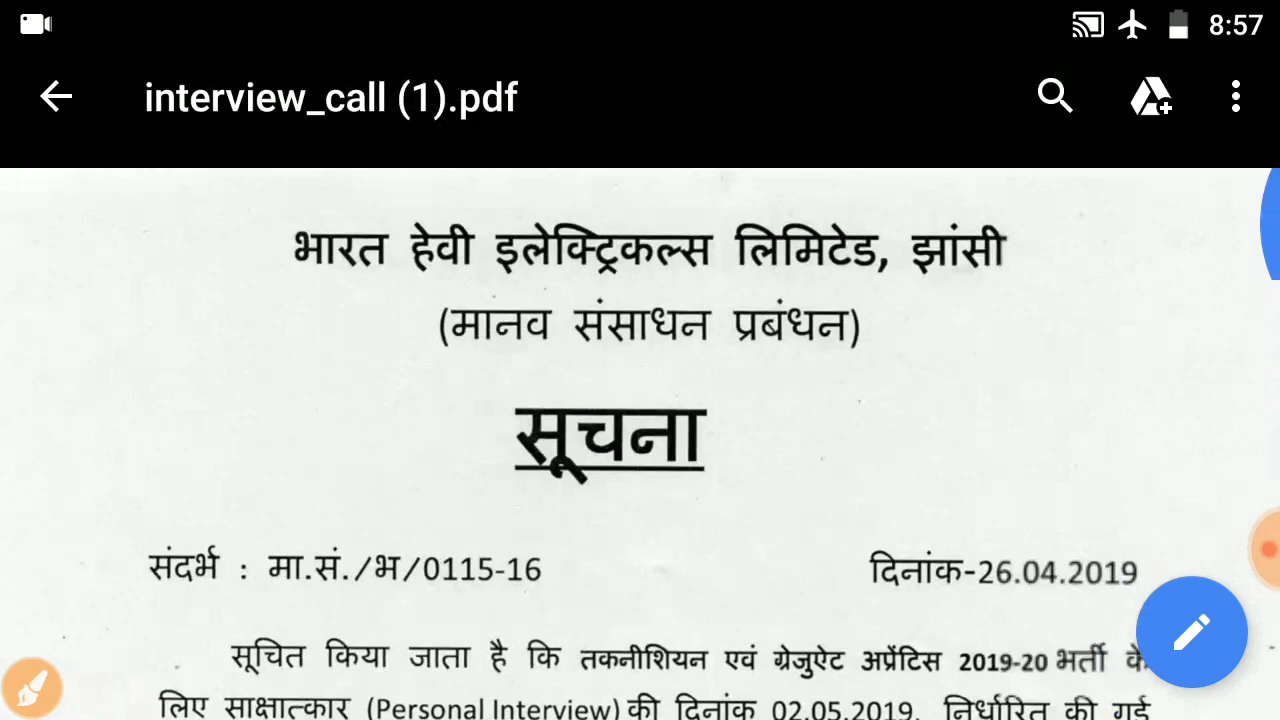 8:57
interview_call (1).pdf
भारत हेवी इलेक्ट्रिकल्स लिमिटेड, झांसी
(मानव संसाधन प्रबंधन)
सूचना
संदर्भ : मा.सं./भ/0115-16 दिनांक-26.04.2019
सूचित किया जाता है कि तकनीशियन एवं ग्रेजुऐट अप्रेंटिस 2019-20 भर्ती के
लिए साक्षात्कार (Personal Interview) की दिनांक 02.05.2019, निर्धारित की गई